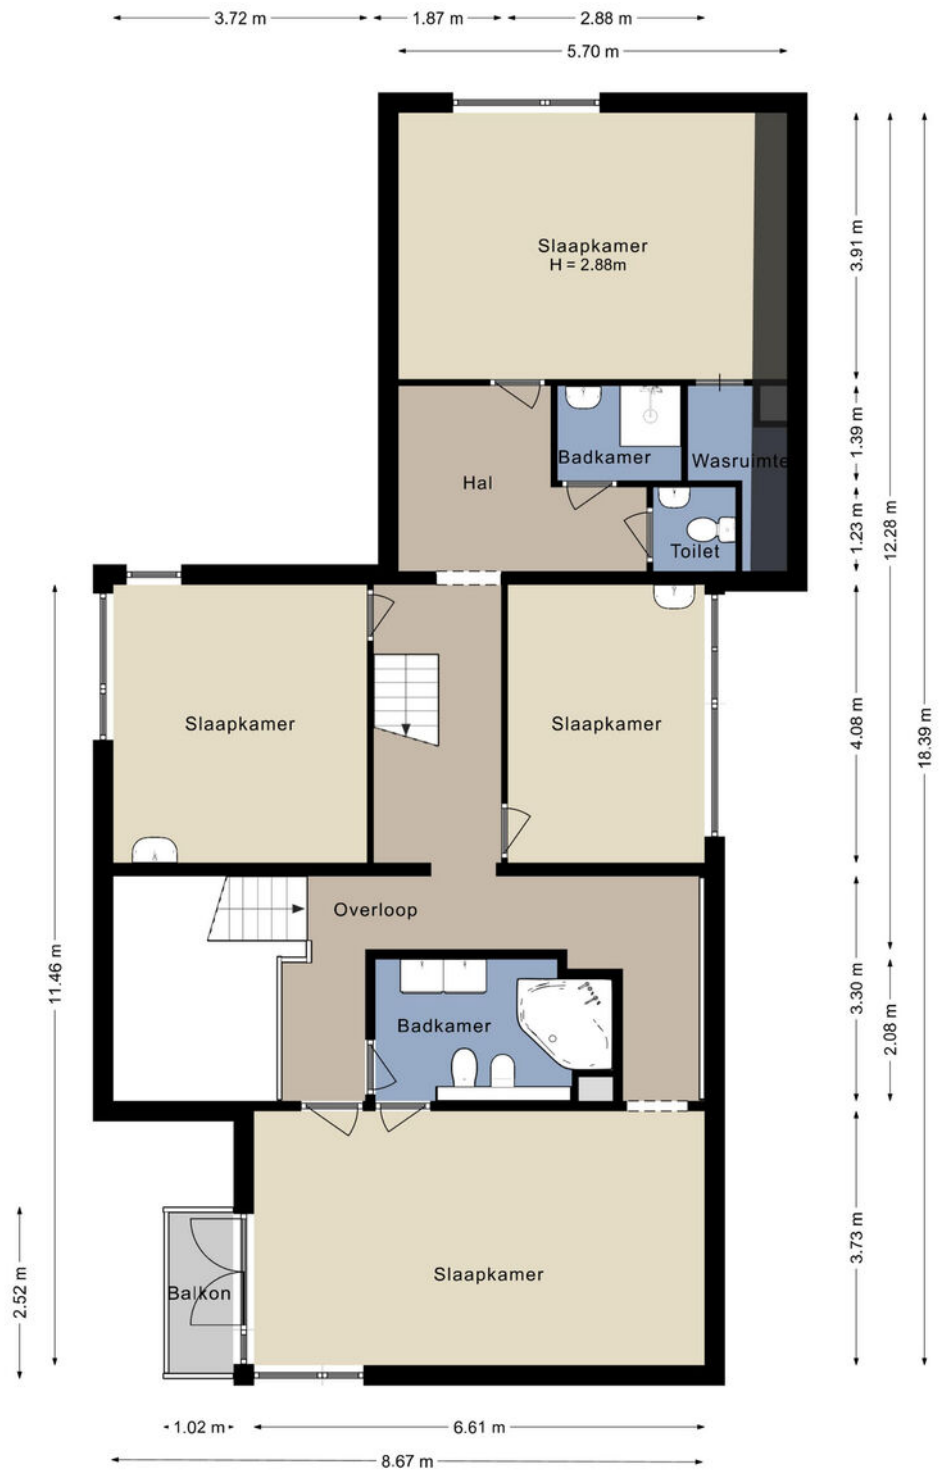 3.72 m
1.87 m
2.88 m
5.70 m
Slaapkamer
H = 2.88m
3.91 m
Badkamer
Wasruimte
1.39 m
Hal
Toilet
1.23 m
12.28 m
Slaapkamer
Slaapkamer
4.08 m
18.39 m
Overloop
11.46 m
Badkamer
3.30 m
2.08 m
Slaapkamer
3.73 m
Balkon
2.52 m
1.02 m
6.61 m
8.67 m